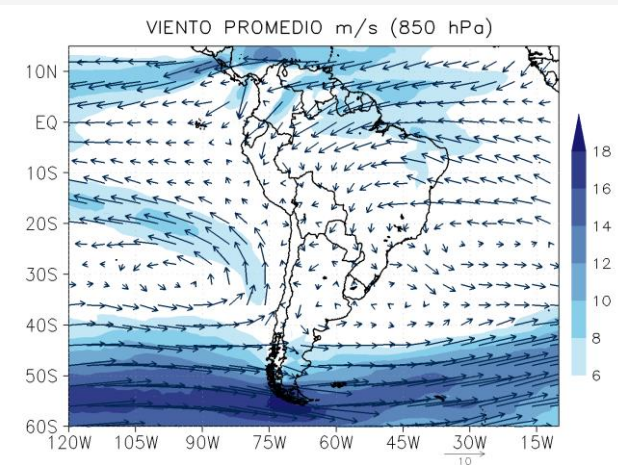 VIENTO PROMEDIO m/s (850 hPa)
10N
EQ
10S
20S
30S
40S
50S
60S
120W 105W 90W 75W 60W 45W 30W 15W
10
18
16
14
12
10
8
6